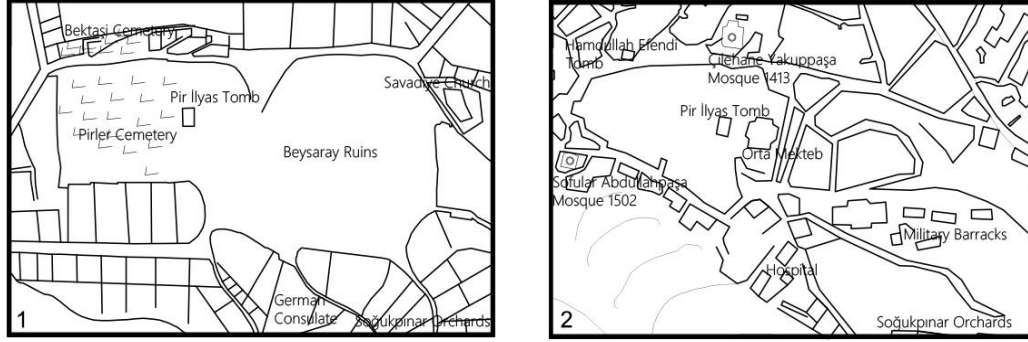 Bektaşi Cemetery
Savadiye Church
Pir İlyas Tomb
Pirler Cemetery
Beysaray Ruins
German
Consulate
Soğukpınar Orchards
1
Hamdullah Efendi
Tomb
Çilehane Yakuppaşa
Mosque 1413
Pir İlyas Tomb
Orta Mekteb
Sofular Abdullahpaşa
Mosque 1502
Military Barracks
Hospital
Soğukpınar Orchards
2